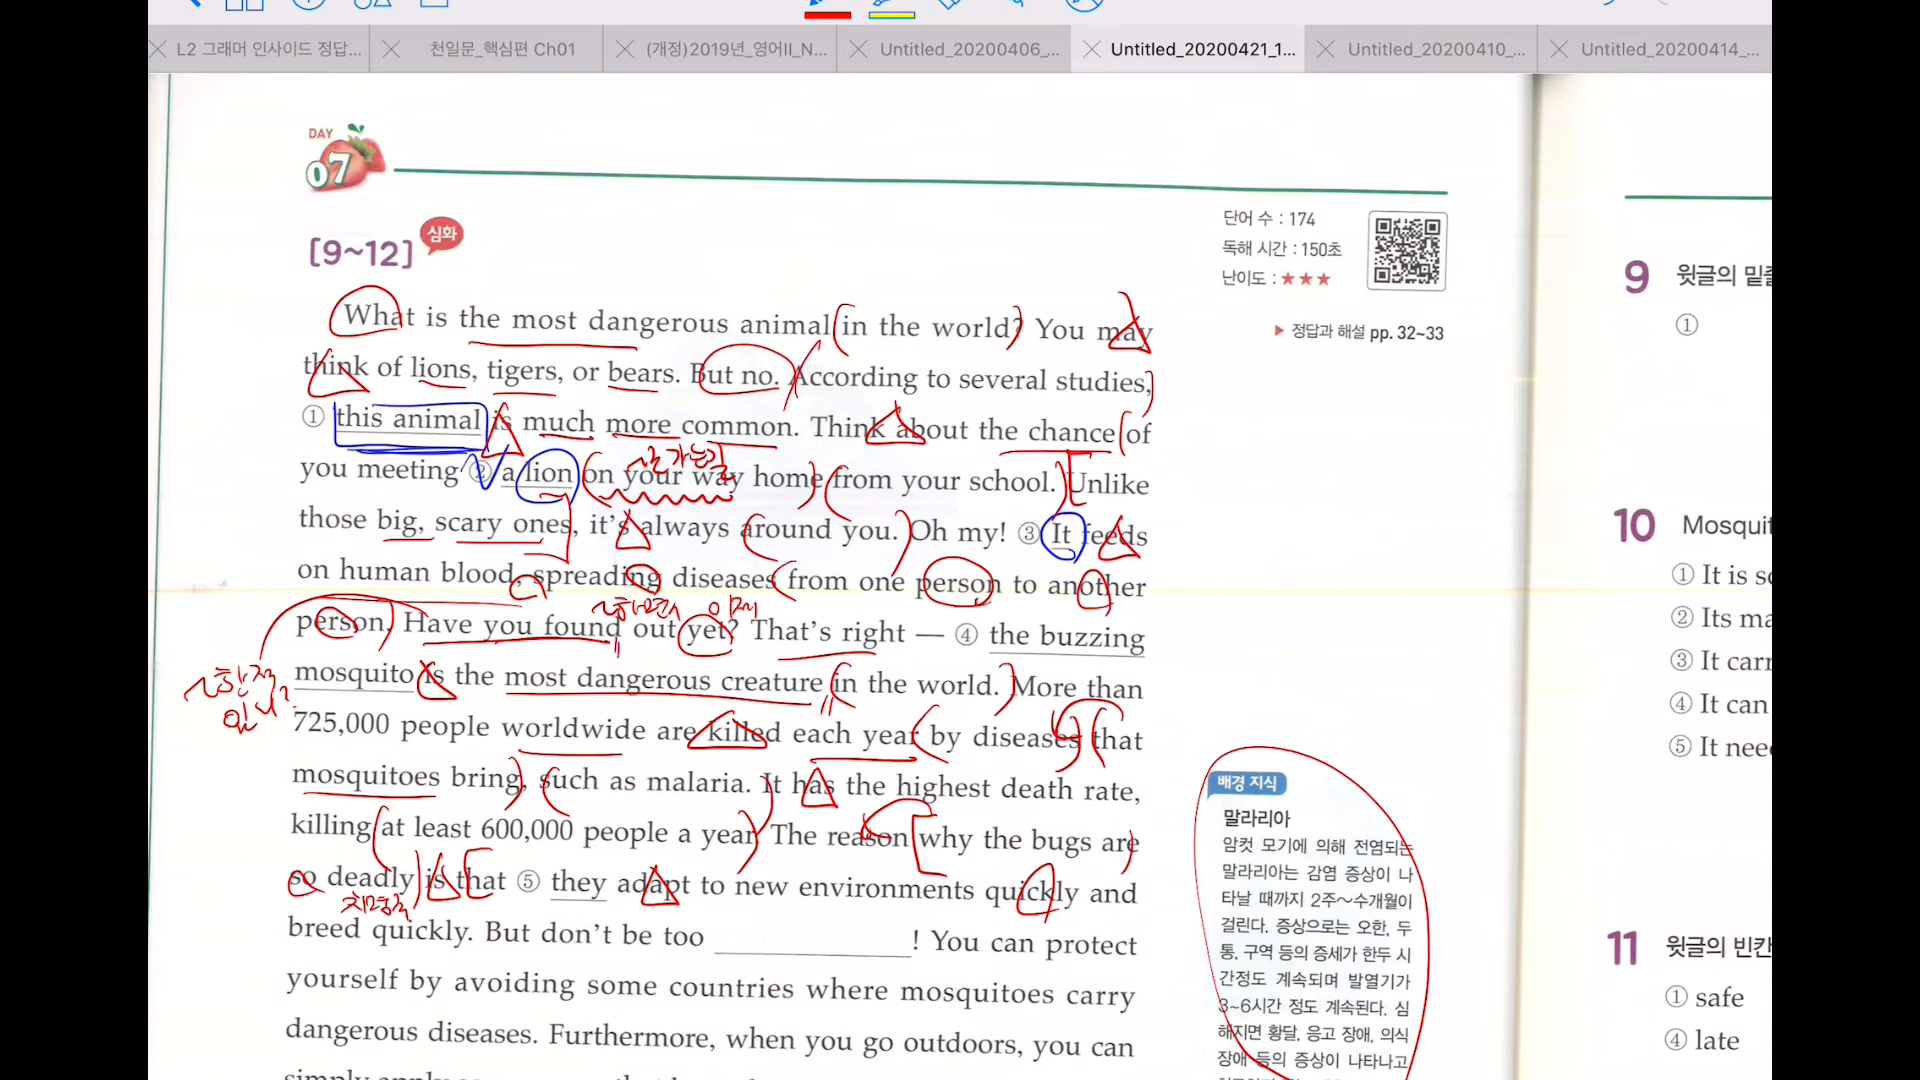 L2 그래머 인사이드 정답...
천일문_핵심편 Ch01
(개정)2019년_영어II_N...
Untitled_20200406_...
Untitled_20200421_1...
Untitled_20200410_...
Untitled_20200414_...
DAY
07
[9~12] 심화
단어 수 : 174
독해 시간 : 150초
난이도 : ★★★
▶ 정답과 해설 pp. 32~33
What is the most dangerous animal in the world? You may
think of lions, tigers, or bears. But no. According to several studies,
① this animal is much more common. Think about the chance of
you meeting ② a lion on your way home from your school. Unlike
those big, scary ones, it's always around you. Oh my! ③ It feeds
on human blood, spreading diseases from one person to another
person. Have you found out yet? That's right — ④ the buzzing
mosquito is the most dangerous creature in the world. More than
725,000 people worldwide are killed each year by diseases that
mosquitoes bring, such as malaria. It has the highest death rate,
killing at least 600,000 people a year. The reason why the bugs are
so deadly is that ⑤ they adapt to new environments quickly and
breed quickly. But don't be too ____________ ! You can protect
yourself by avoiding some countries where mosquitoes carry
dangerous diseases. Furthermore, when you go outdoors, you can
배경 지식
말라리아
암컷 모기에 의해 전염되는
말라리아는 감염 증상이 나
타날 때까지 2주~수개월이
걸린다. 증상으로는 오한, 두
통, 구역 등의 증세가 한두 시
간정도 계속되며 발열기가
3~6시간 정도 계속된다. 심
해지면 황달, 응고 장애, 의식
장애 등의 증상이 나타나고
9 윗글의 밑줄
①
10 Mosquit
① It is so
② Its ma
③ It carr
④ It can
⑤ It nee
11 윗글의 빈칸
① safe
④ late